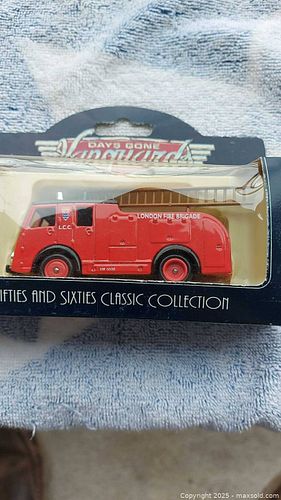 DAYS GONE
Vanguards
LONDON FIRE BRIGADE
L.C.C.
FIFTIES AND SIXTIES CLASSIC COLLECTION
Copyright 2025 - maxsold.com